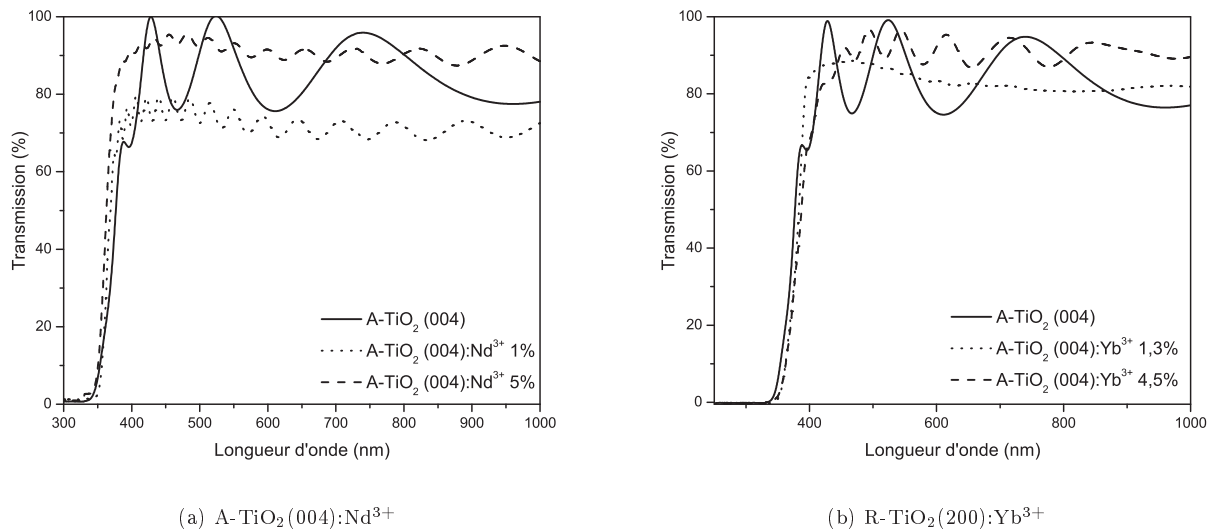 100
80
60
40
20
0
Transmission (%)
300 400 500 600 700 800 900 1000
Longueur d'onde (nm)
A-TiO2 (004)
A-TiO2 (004):Nd3+ 1%
A-TiO2 (004):Nd3+ 5%
(a) A-TiO2(004):Nd3+
100
80
60
40
20
0
Transmission (%)
400 600 800 1000
Longueur d'onde (nm)
A-TiO2 (004)
A-TiO2 (004):Yb3+ 1,3%
A-TiO2 (004):Yb3+ 4,5%
(b) R-TiO2(200):Yb3+